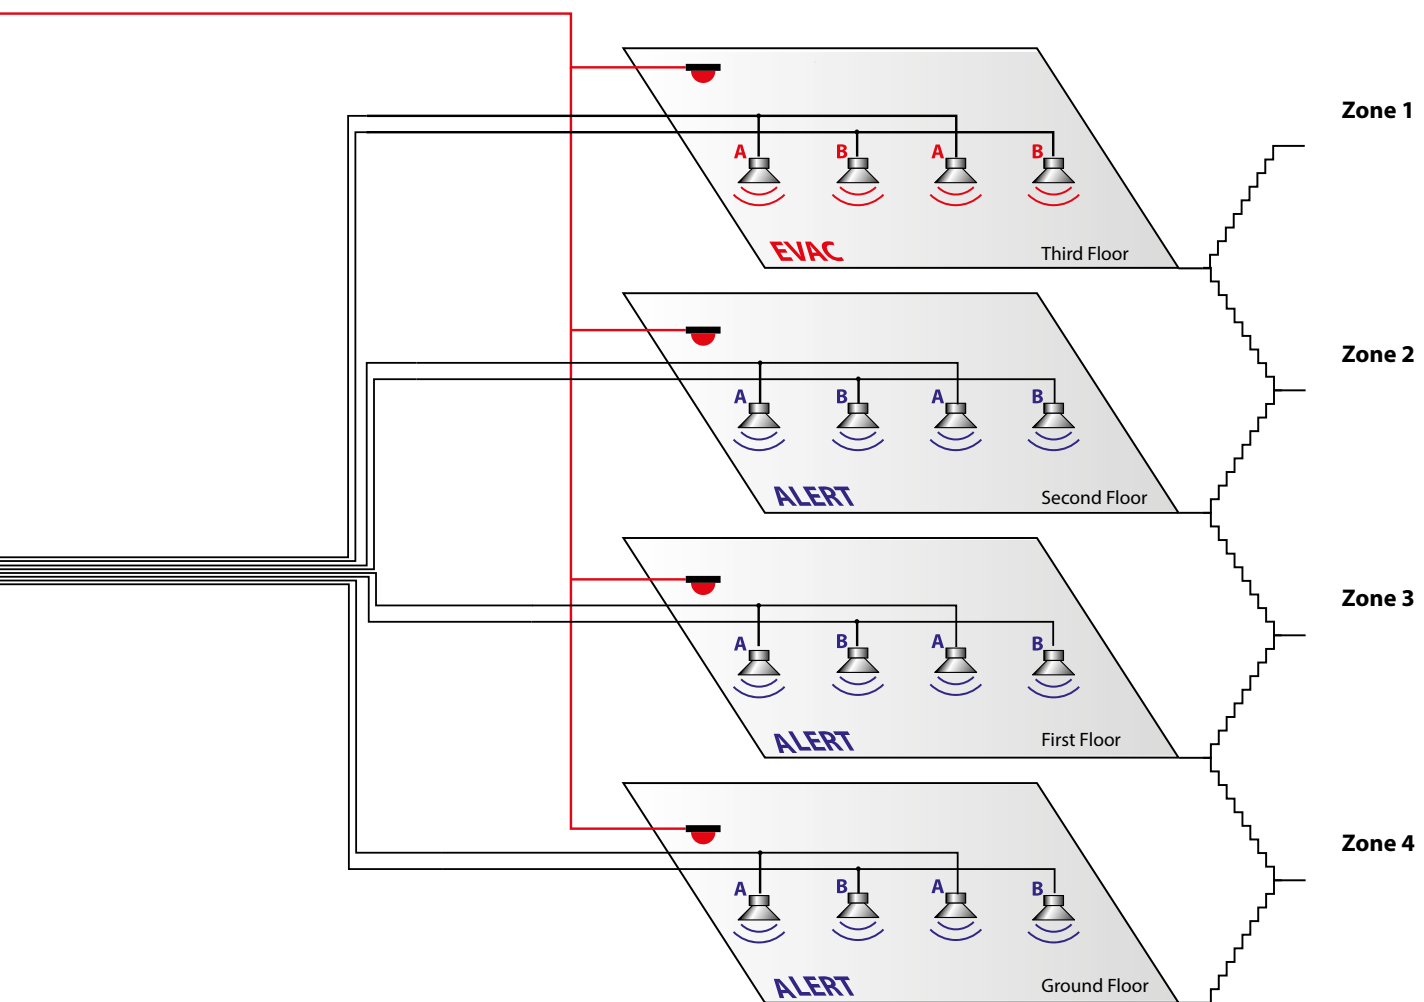 Zone 1
A B A B
EVAC
Third Floor
Zone 2
A B A B
ALERT
Second Floor
Zone 3
A B A B
ALERT
First Floor
Zone 4
A B A B
ALERT
Ground Floor